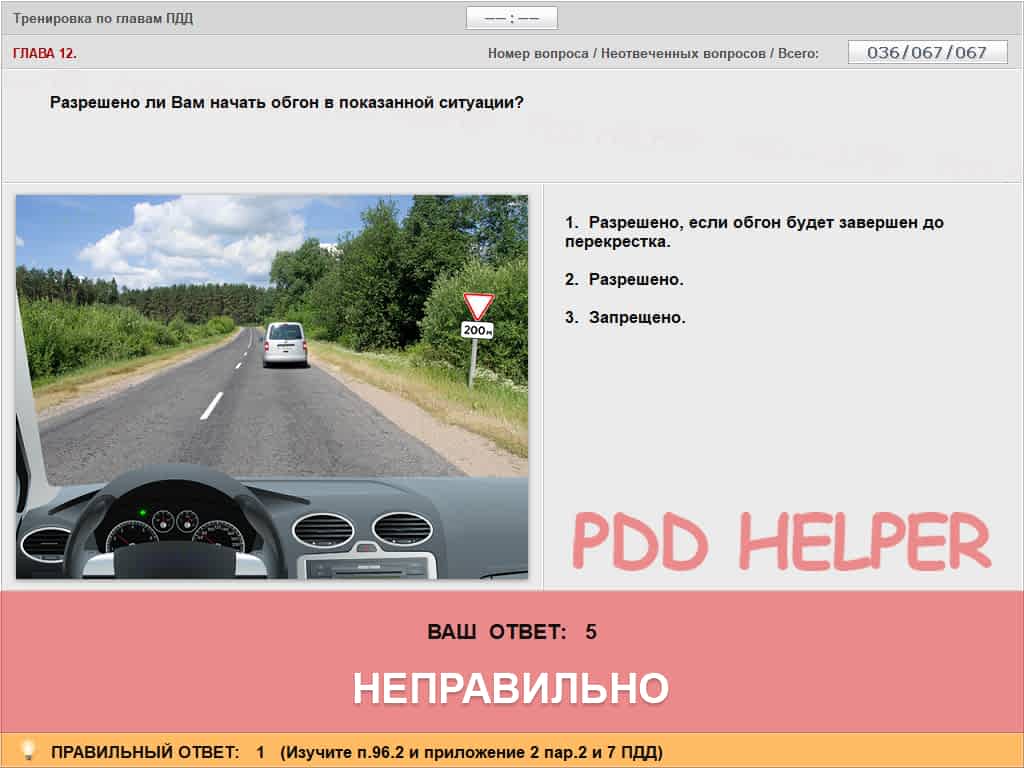 Тренировка по главам ПДД
—— : ——
ГЛАВА 12.
Номер вопроса / Неотвеченных вопросов / Всего:
036/067/067
Разрешено ли Вам начать обгон в показанной ситуации?
1. Разрешено, если обгон будет завершен до
перекрестка.
2. Разрешено.
3. Запрещено.
200м
PDD HELPER
ВАШ ОТВЕТ: 5
НЕПРАВИЛЬНО
ПРАВИЛЬНЫЙ ОТВЕТ: 1 (Изучите п.96.2 и приложение 2 пар.2 и 7 ПДД)